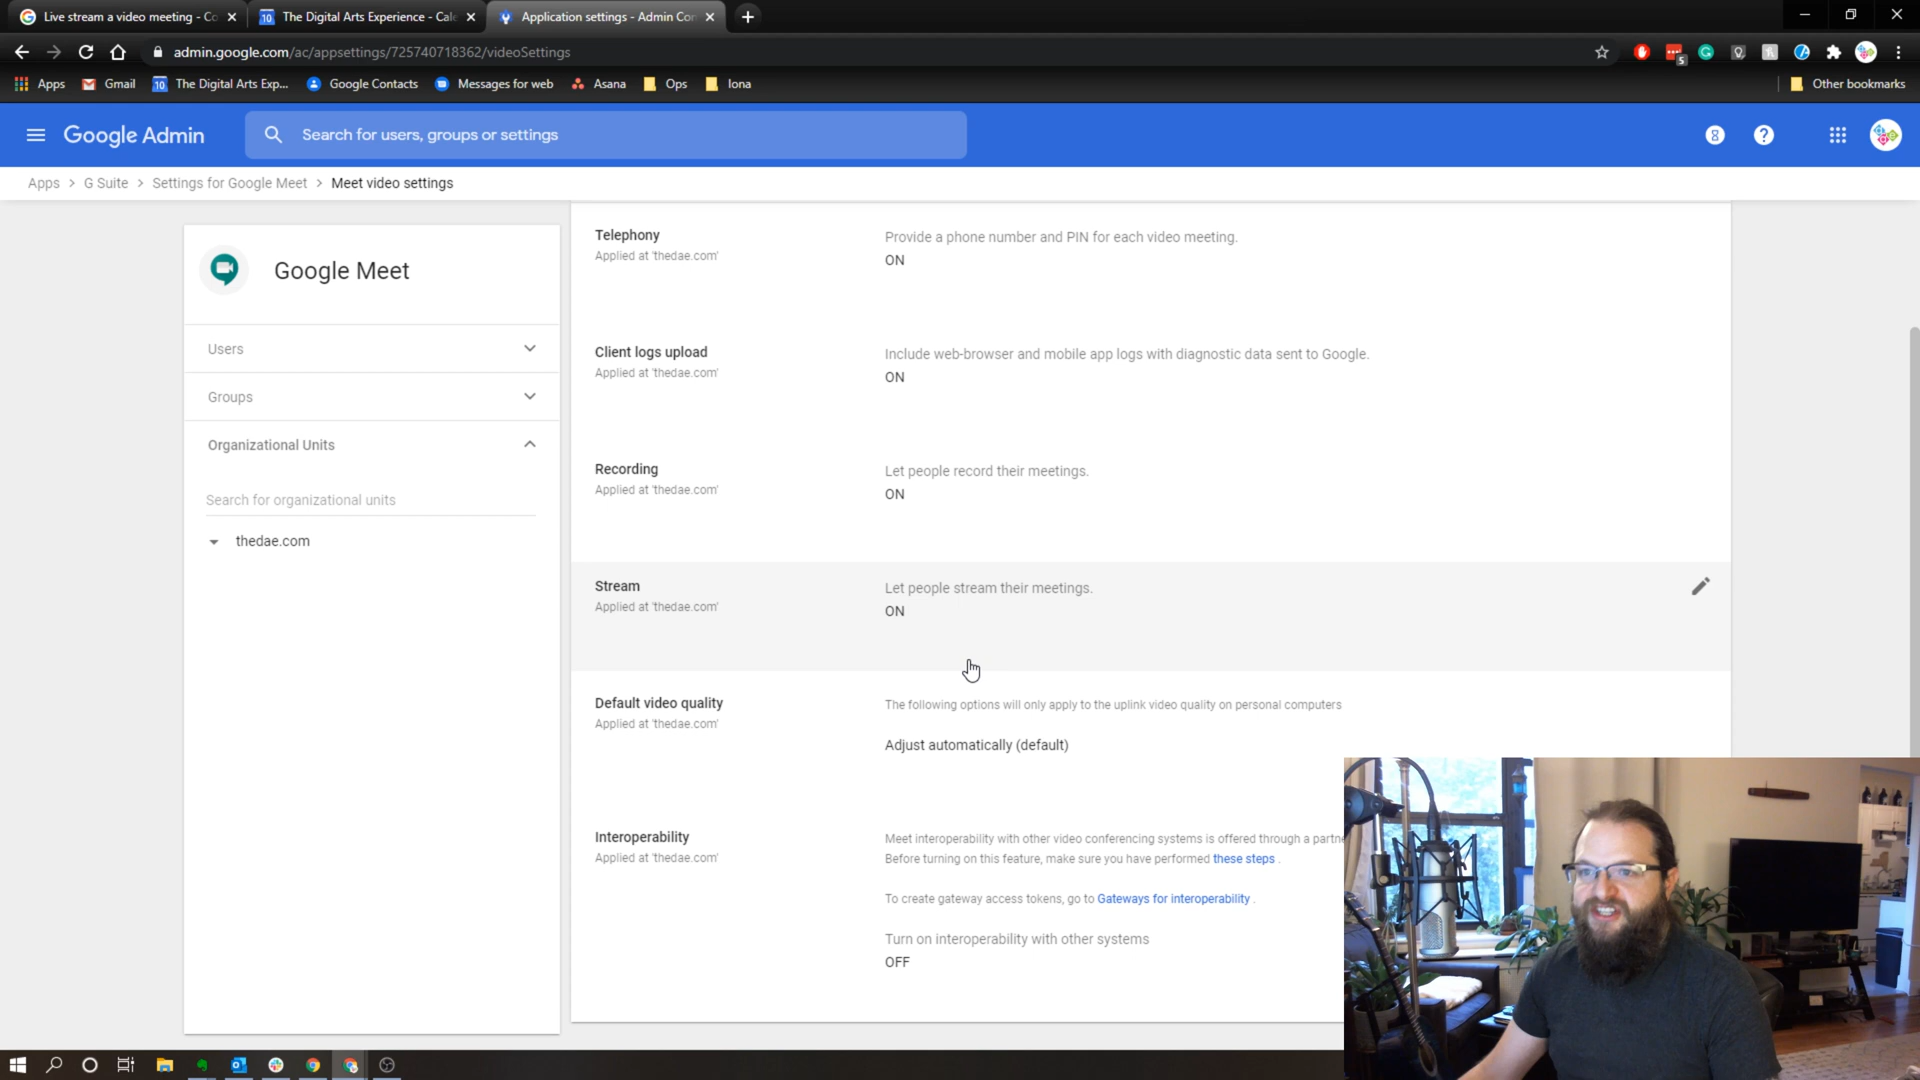 Live stream a video meeting - Co
The Digital Arts Experience - Cale
Application settings - Admin Con
admin.google.com/ac/appsettings/725740718362/videoSettings
5
Apps
Gmail
10
The Digital Arts Exp...
Google Contacts
Messages for web
Asana
Ops
Iona
Other bookmarks
Google Admin
Search for users, groups or settings
Apps > G Suite > Settings for Google Meet > Meet video settings
Google Meet
Users
Groups
Organizational Units
Search for organizational units
thedae.com
Telephony
Applied at 'thedae.com'
Provide a phone number and PIN for each video meeting.
ON
Client logs upload
Applied at 'thedae.com'
Include web-browser and mobile app logs with diagnostic data sent to Google.
ON
Recording
Applied at 'thedae.com'
Let people record their meetings.
ON
Stream
Applied at 'thedae.com'
Let people stream their meetings.
ON
Default video quality
Applied at 'thedae.com'
The following options will only apply to the uplink video quality on personal computers
Adjust automatically (default)
Interoperability
Applied at 'thedae.com'
Meet interoperability with other video conferencing systems is offered through a partne
Before turning on this feature, make sure you have performed these steps .
To create gateway access tokens, go to Gateways for interoperability .
Turn on interoperability with other systems
OFF